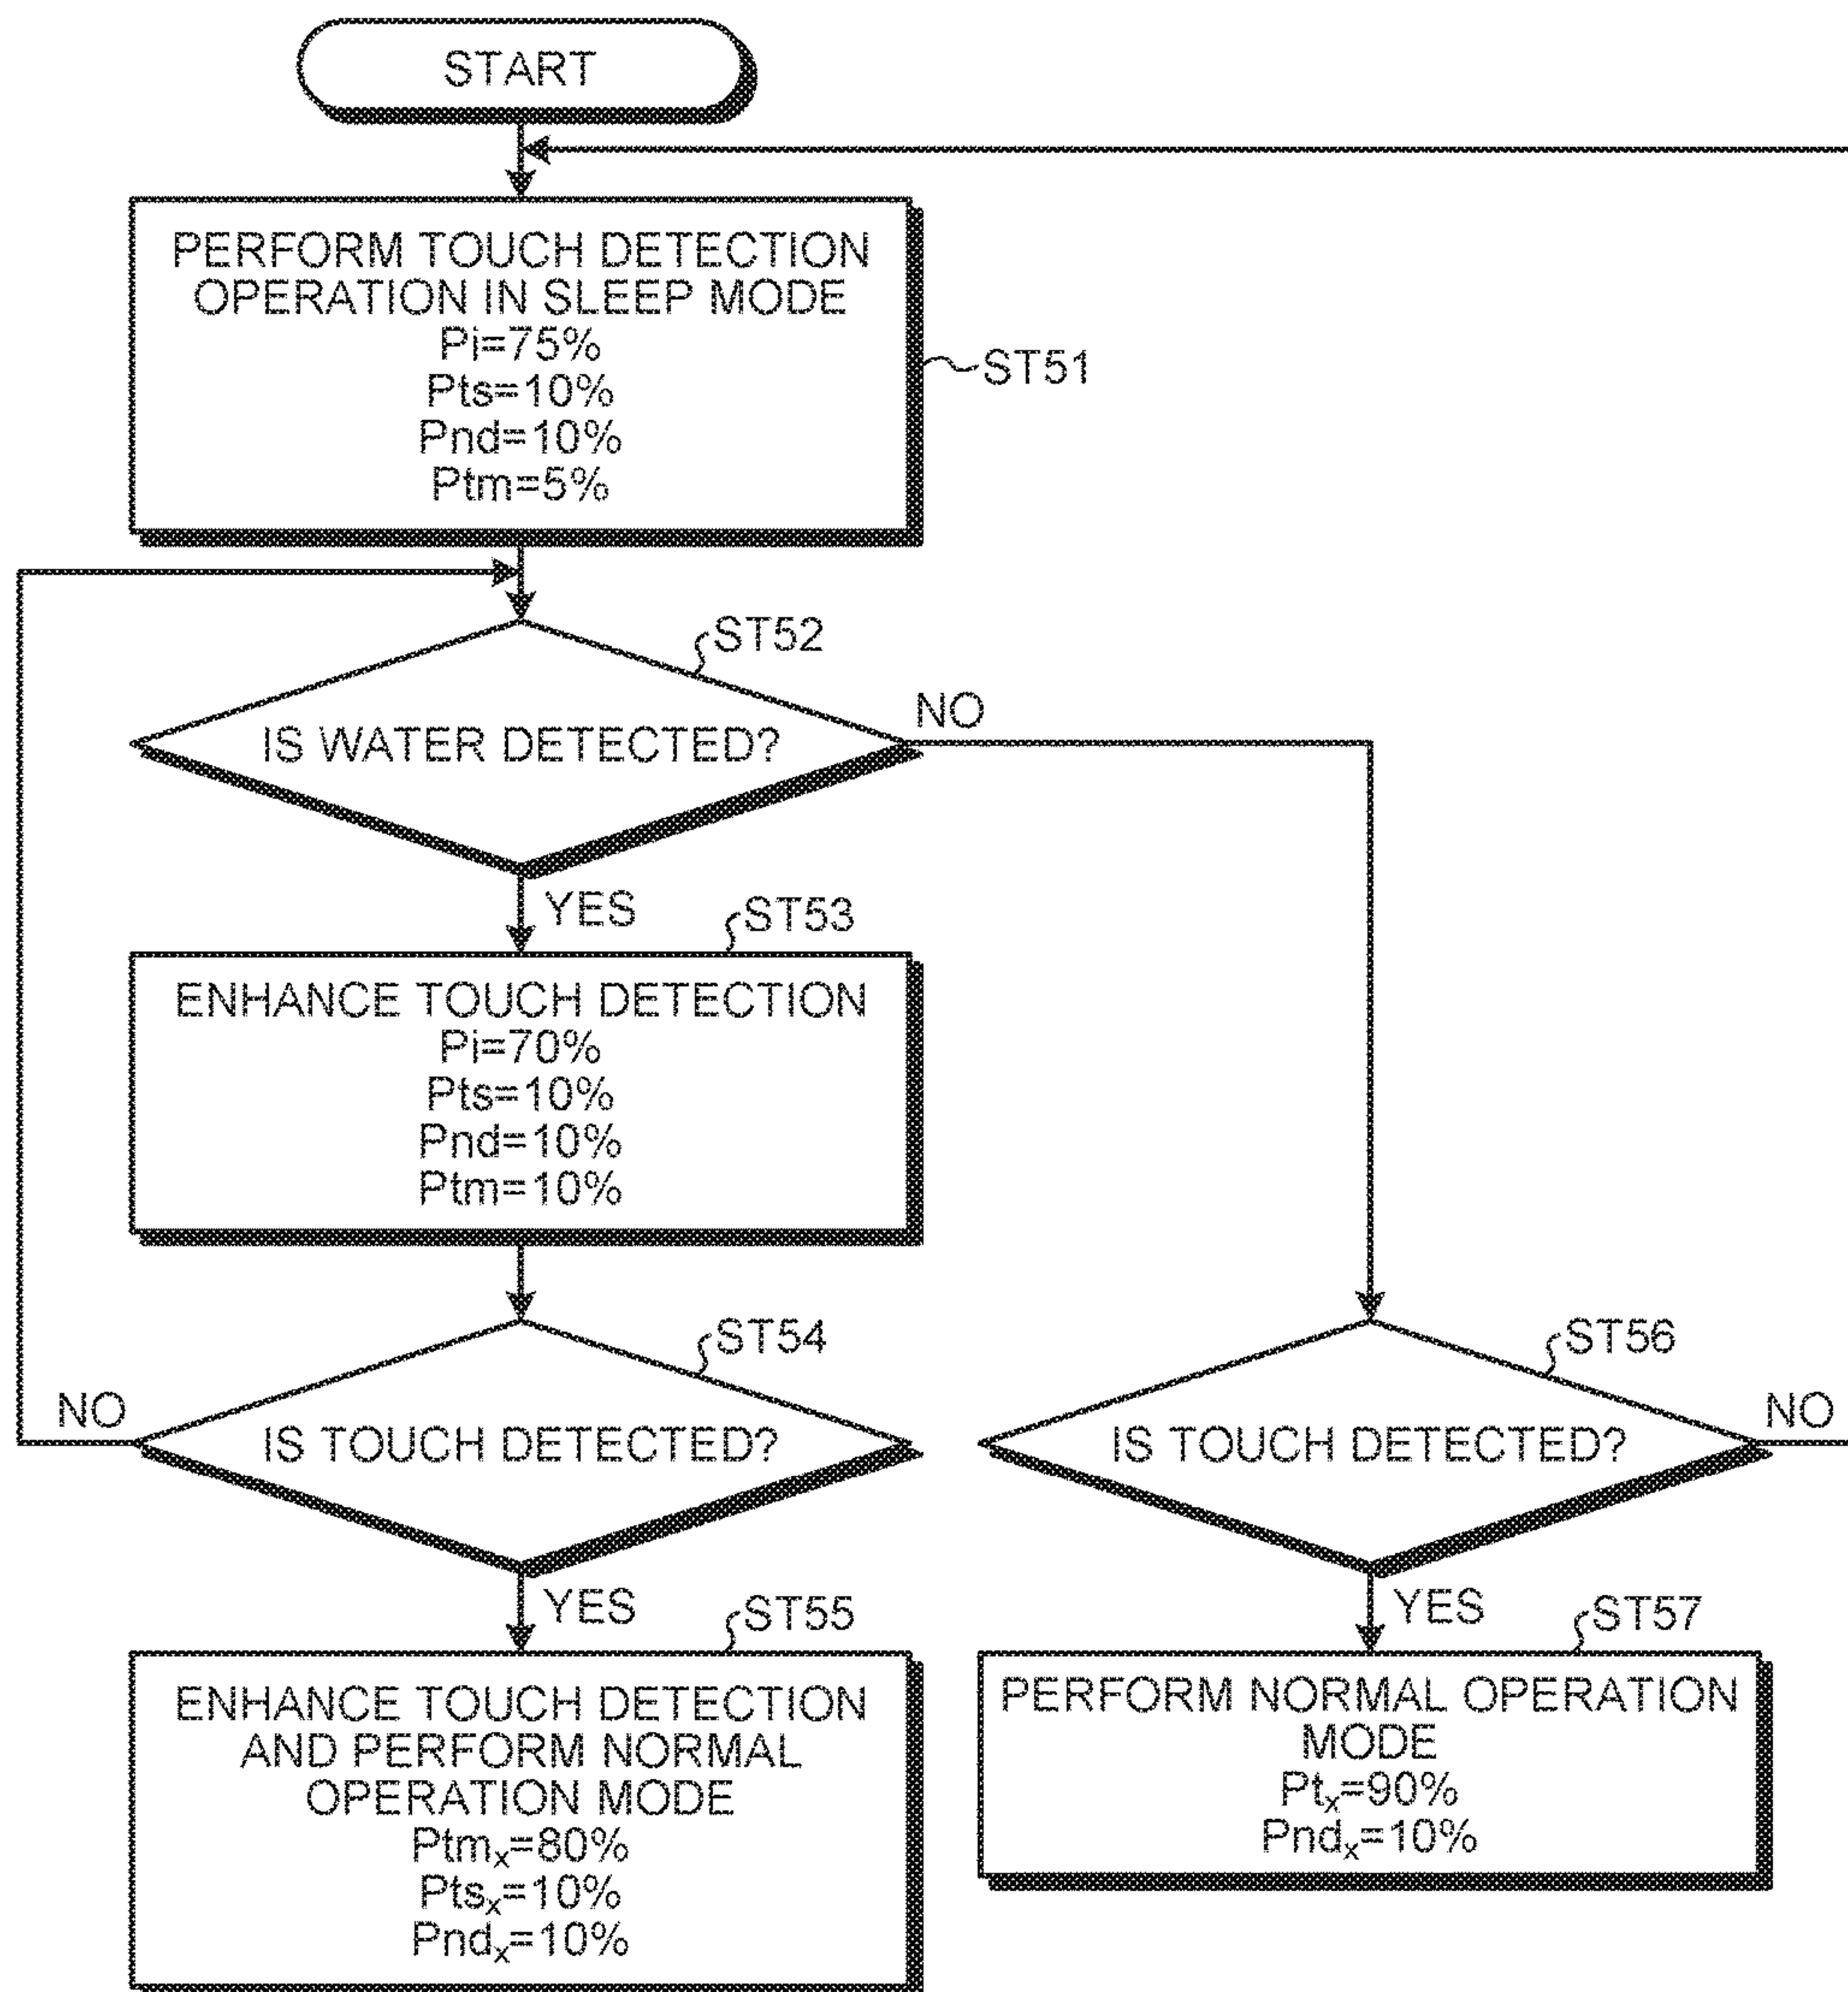 START
PERFORM TOUCH DETECTION
OPERATION IN SLEEP MODE
Pi=75%
Pts=10%
Pnd=10%
Ptm=5%
ST51
ST52
IS WATER DETECTED?
NO
YES
ST53
ENHANCE TOUCH DETECTION
Pi=70%
Pts=10%
Pnd=10%
Ptm=10%
ST54
IS TOUCH DETECTED?
NO
YES
ST56
IS TOUCH DETECTED?
NO
YES
ST55
ENHANCE TOUCH DETECTION
AND PERFORM NORMAL
OPERATION MODE
Ptmx=80%
Ptsx=10%
Pndx=10%
ST57
PERFORM NORMAL OPERATION
MODE
Ptx=90%
Pndx=10%